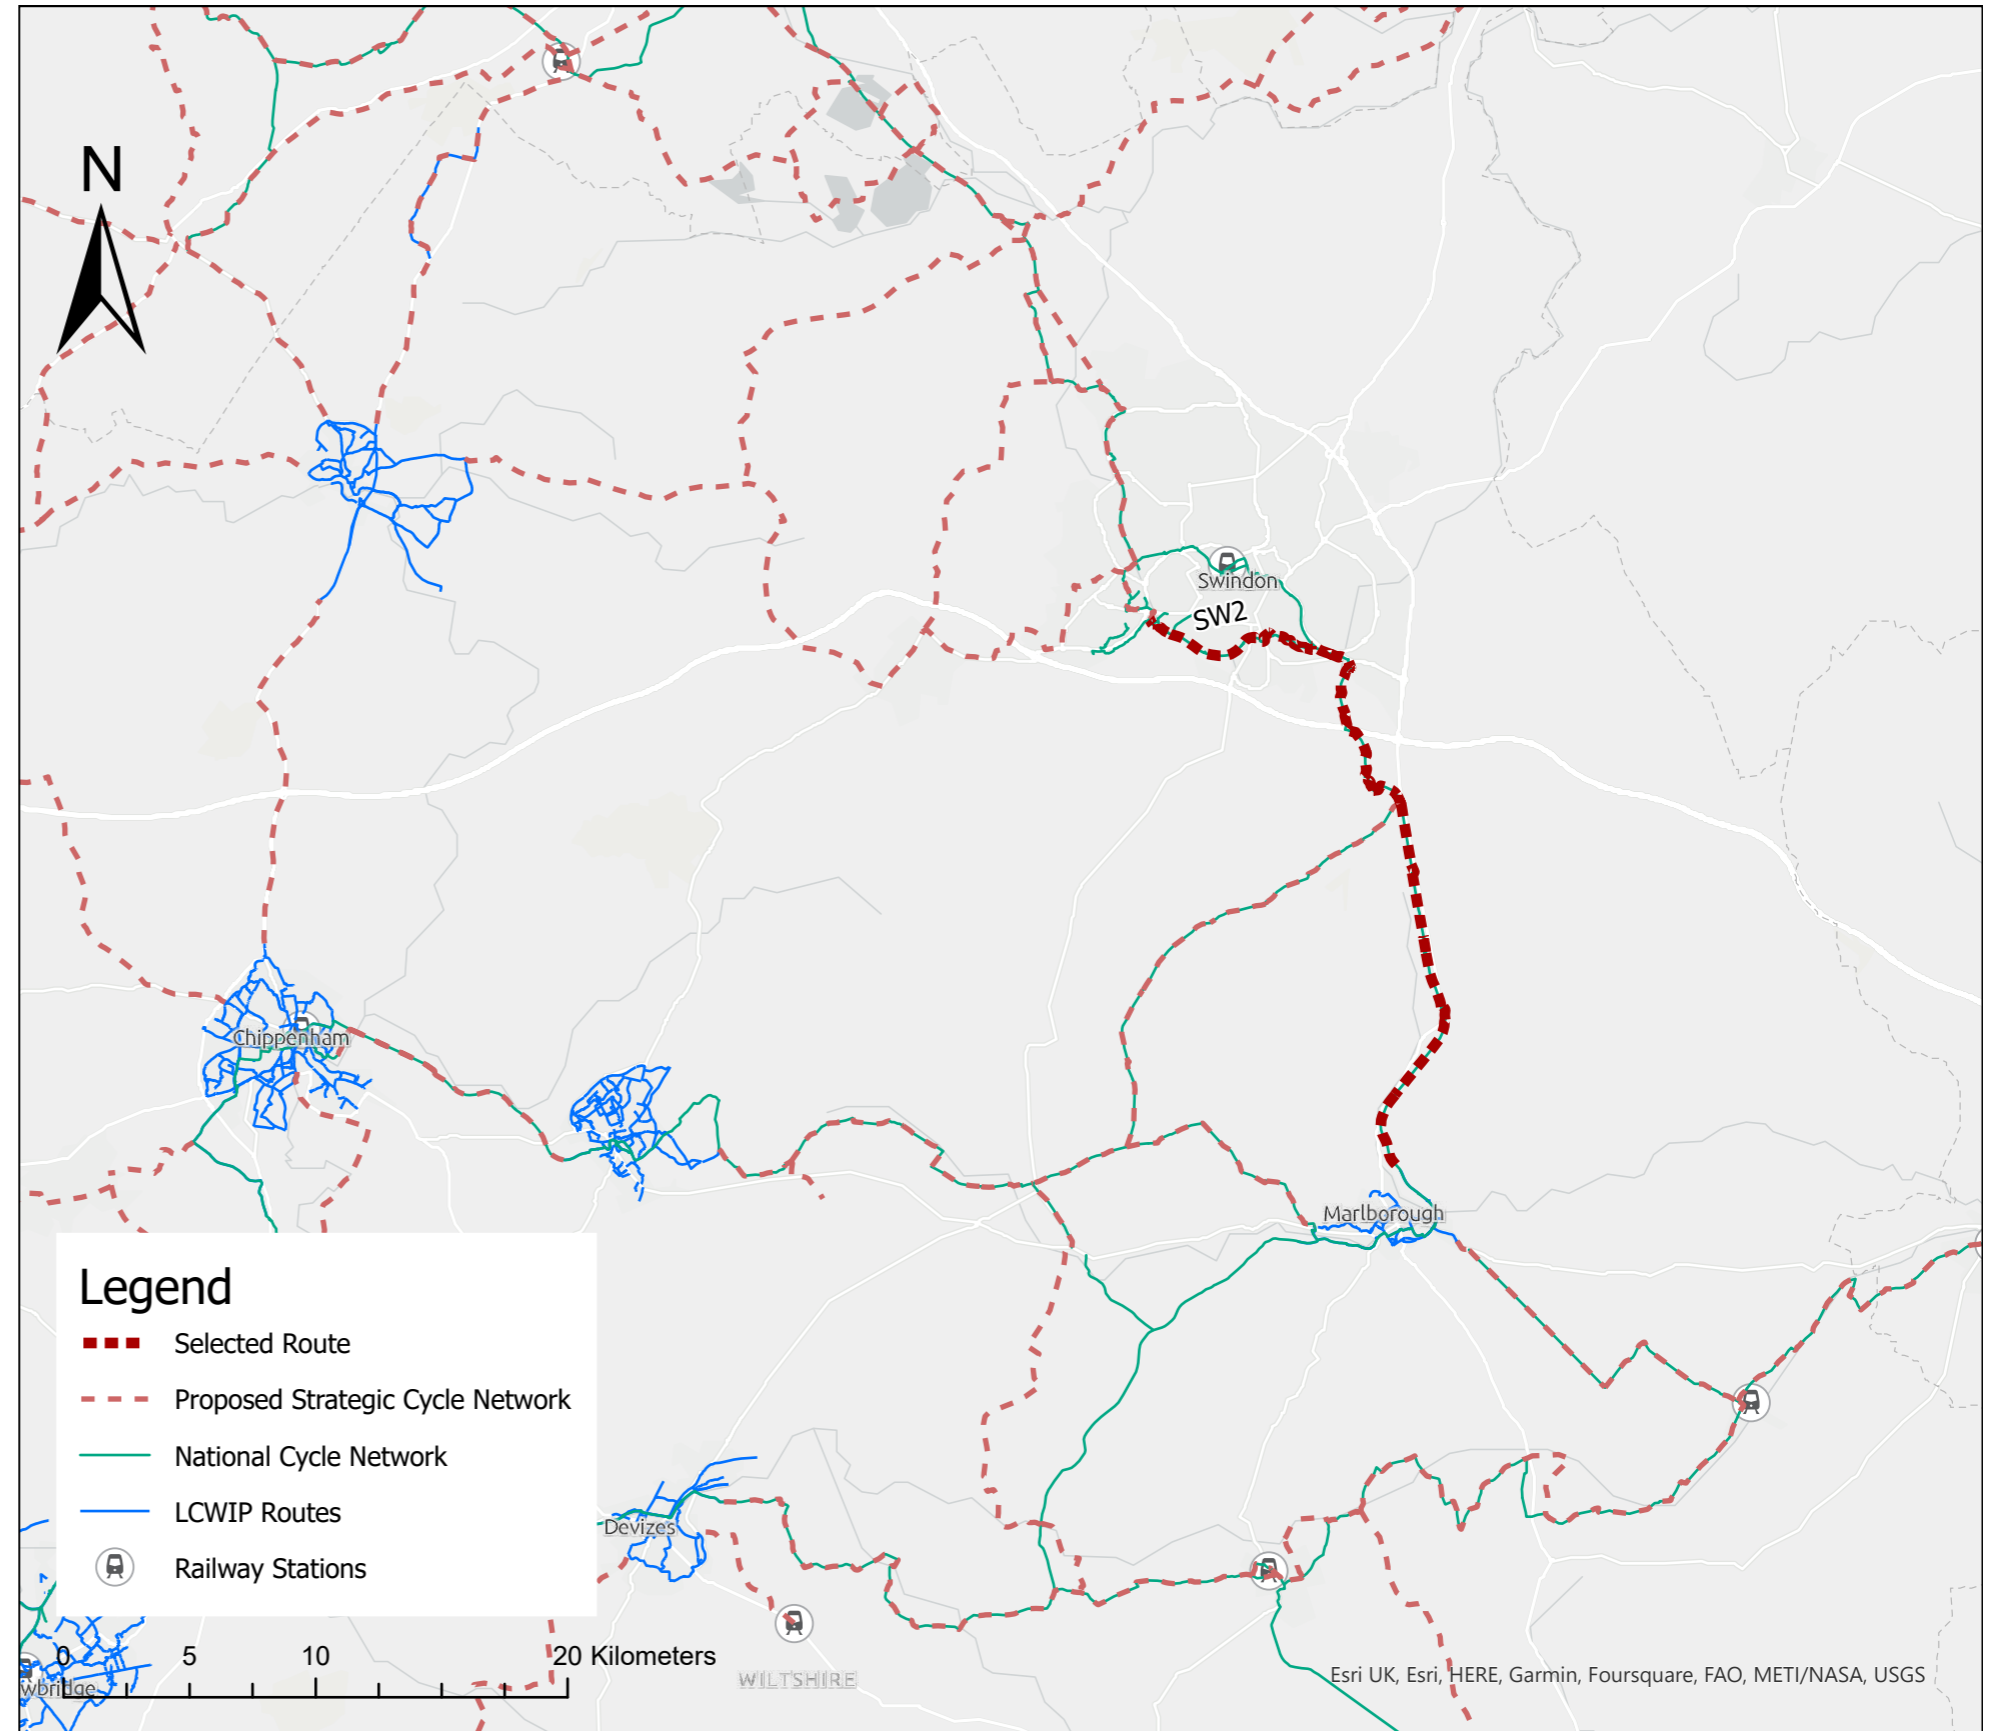 N
Swindon
SW2
Chippenham
Marlborough
Legend
Selected Route
Proposed Strategic Cycle Network
National Cycle Network
LCWIP Routes
Railway Stations
Devizes
0 5 10 20 Kilometers
wbridge
WILTSHIRE
Esri UK, Esri, HERE, Garmin, Foursquare, FAO, METI/NASA, USGS